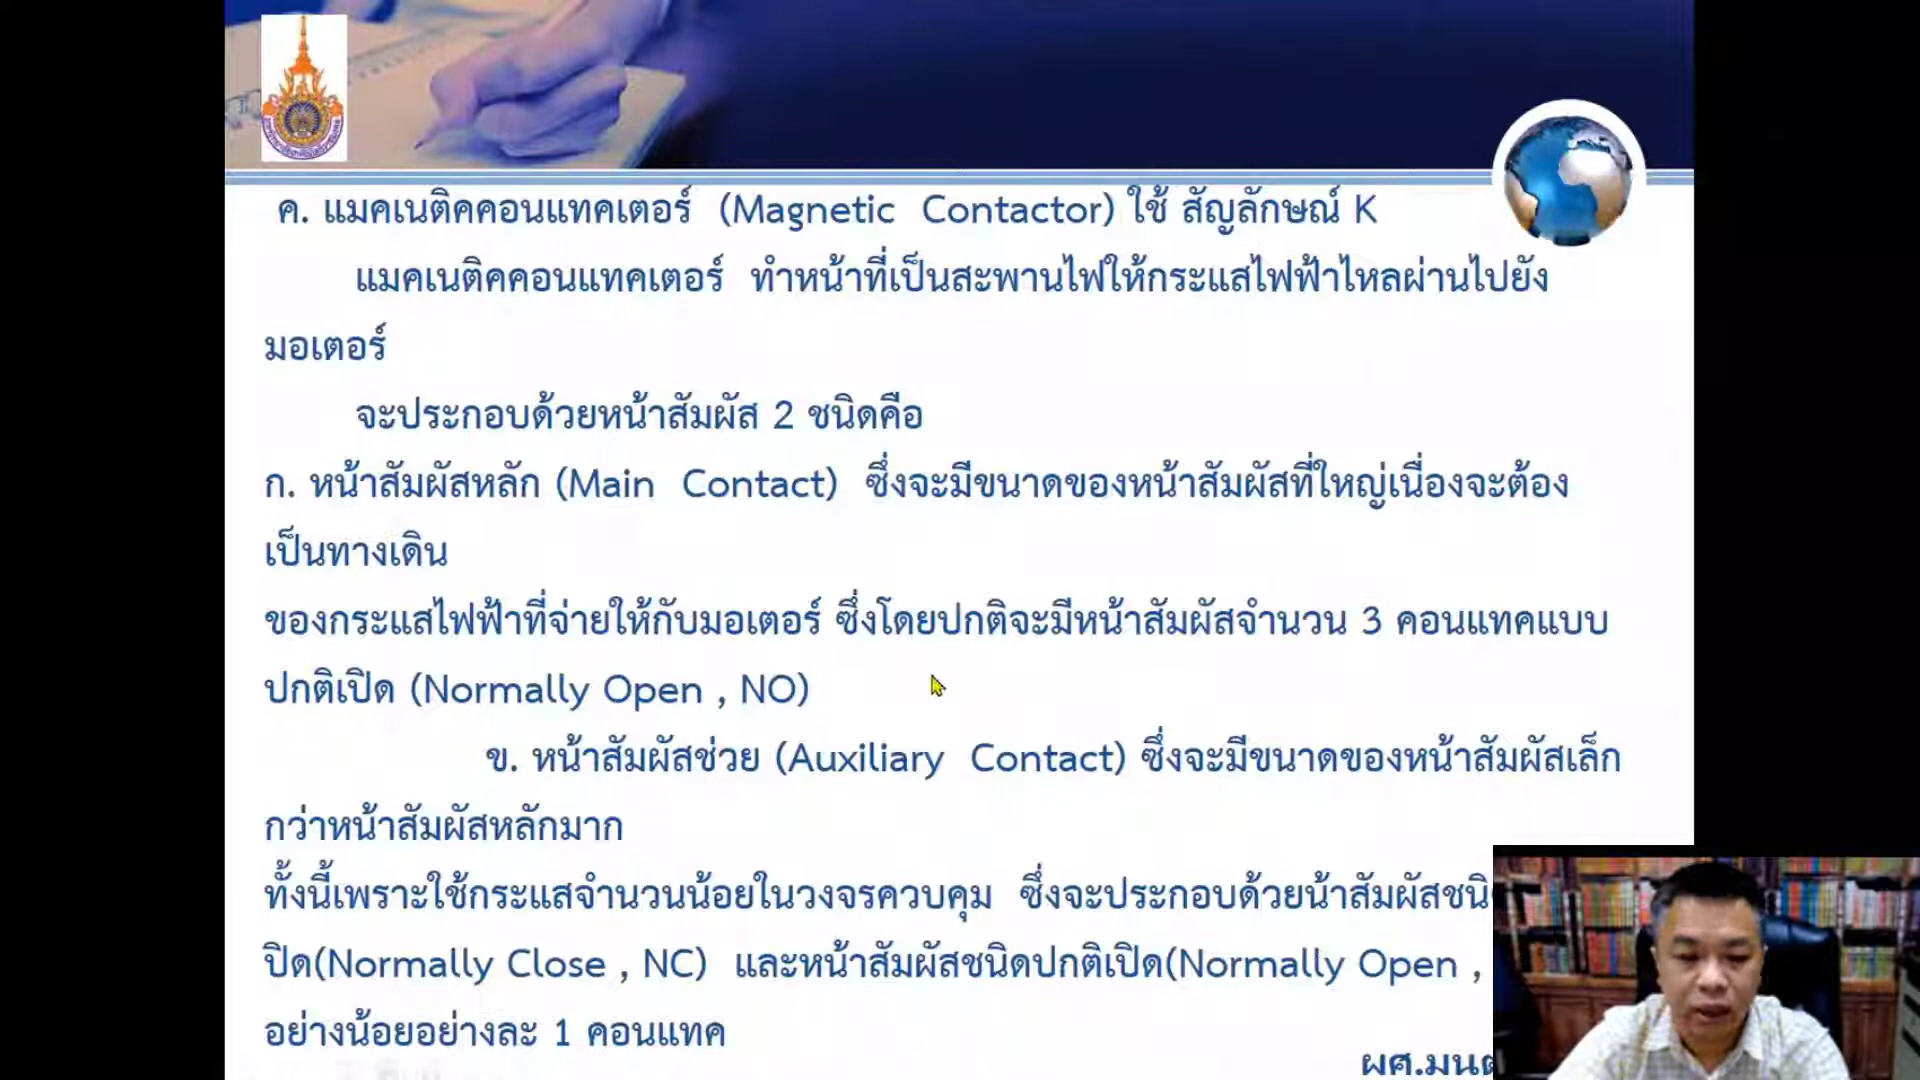 ค. แมคเนติคคอนแทคเตอร์ (Magnetic Contactor) ใช้ สัญลักษณ์ K
แมคเนติคคอนแทคเตอร์ ทำหน้าที่เป็นสะพานไฟให้กระแสไฟฟ้าไหลผ่านไปยัง
มอเตอร์
จะประกอบด้วยหน้าสัมผัส 2 ชนิดคือ
ก. หน้าสัมผัสหลัก (Main Contact) ซึ่งจะมีขนาดของหน้าสัมผัสที่ใหญ่เนื่องจะต้อง
เป็นทางเดิน
ของกระแสไฟฟ้าที่จ่ายให้กับมอเตอร์ ซึ่งโดยปกติจะมีหน้าสัมผัสจำนวน 3 คอนแทคแบบ
ปกติเปิด (Normally Open , NO)
ข. หน้าสัมผัสช่วย (Auxiliary Contact) ซึ่งจะมีขนาดของหน้าสัมผัสเล็ก
กว่าหน้าสัมผัสหลักมาก
ทั้งนี้เพราะใช้กระแสจำนวนน้อยในวงจรควบคุม ซึ่งจะประกอบด้วยน้าสัมผัสชนิ
ปิด(Normally Close , NC) และหน้าสัมผัสชนิดปกติเปิด(Normally Open ,
อย่างน้อยอย่างละ 1 คอนแทค
ผศ.มนต